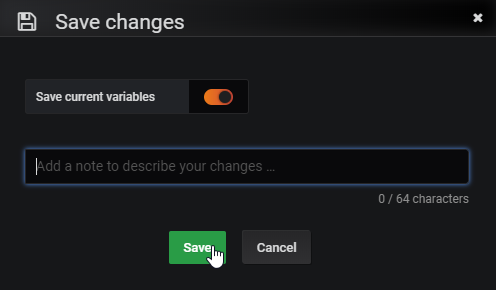 Save changes
Save current variables
Add a note to describe your changes ...
0 / 64 characters
Save Cancel